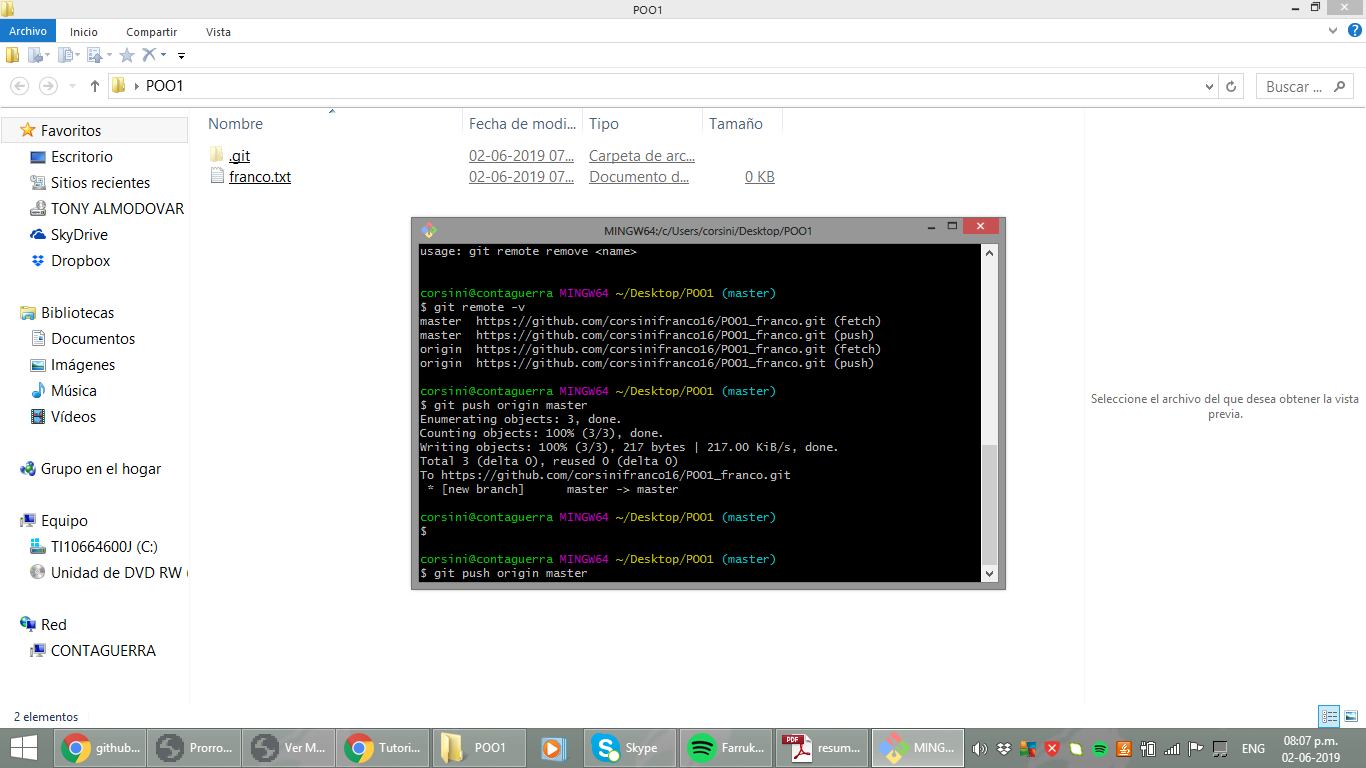 POO1
Archivo Inicio Compartir Vista
POO1 Buscar ...
Nombre Fecha de modi... Tipo Tamaño
.git 02-06-2019 07... Carpeta de arc...
franco.txt 02-06-2019 07... Documento d... 0 KB
Favoritos
Escritorio
Sitios recientes
TONY ALMODOVAR
SkyDrive
Dropbox
Bibliotecas
Documentos
Imágenes
Música
Vídeos
Grupo en el hogar
Equipo
TI10664600J (C:)
Unidad de DVD RW (
Red
CONTAGUERRA
MINGW64:/c/Users/corsini/Desktop/POO1
usage: git remote remove <name>
corsini@contaguerra MINGW64 ~/Desktop/POO1 (master)
$ git remote -v
master https://github.com/corsinifranco16/POO1_franco.git (fetch)
master https://github.com/corsinifranco16/POO1_franco.git (push)
origin https://github.com/corsinifranco16/POO1_franco.git (fetch)
origin https://github.com/corsinifranco16/POO1_franco.git (push)
corsini@contaguerra MINGW64 ~/Desktop/POO1 (master)
$ git push origin master
Enumerating objects: 3, done.
Counting objects: 100% (3/3), done.
Writing objects: 100% (3/3), 217 bytes | 217.00 KiB/s, done.
Total 3 (delta 0), reused 0 (delta 0)
To https://github.com/corsinifranco16/POO1_franco.git
* [new branch] master -> master
corsini@contaguerra MINGW64 ~/Desktop/POO1 (master)
$
corsini@contaguerra MINGW64 ~/Desktop/POO1 (master)
$ git push origin master
Seleccione el archivo del que desea obtener la vista
previa.
2 elementos
github... Prorro... Ver M... Tutori... POO1 Skype Farruk... PDF resum... MING... ENG 08:07 p.m.
02-06-2019